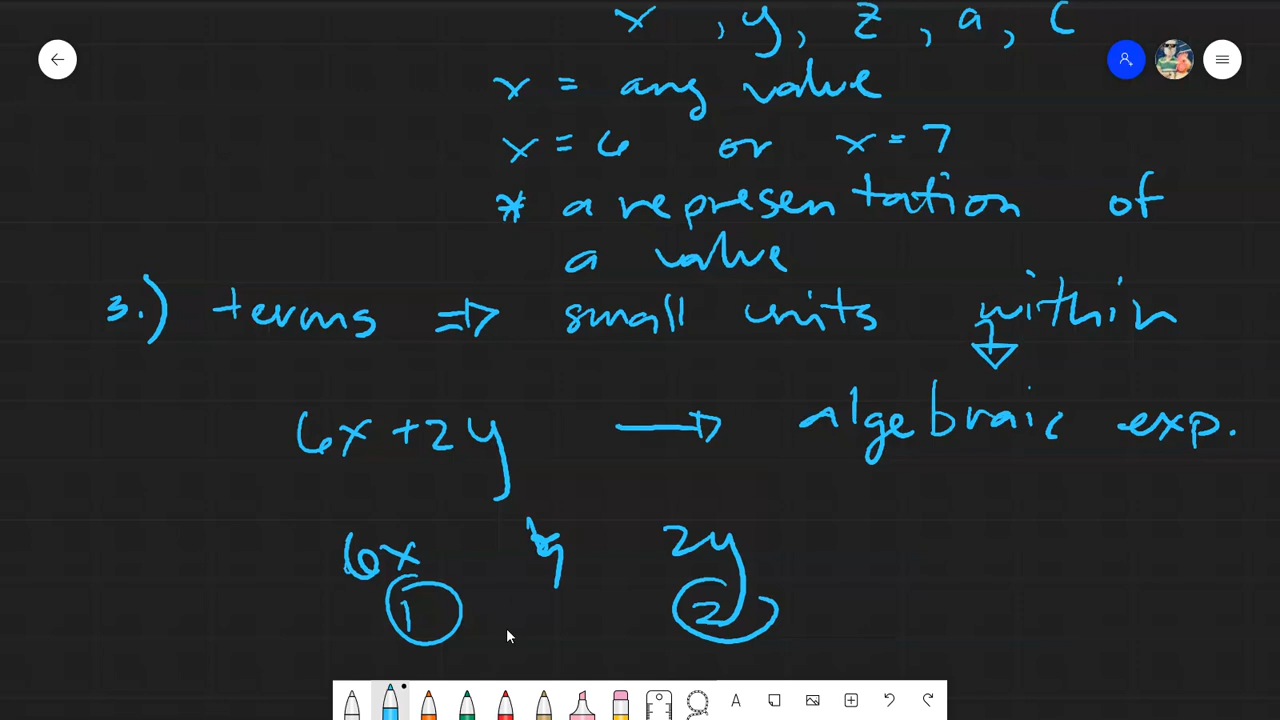 x , y, z , a, c
x = any value
x = 6 or x = 7
* a representation of
a value
3.) terms ⇒ small units within
6x + 2y → algebraic exp.
6x & 2y
1 2
A